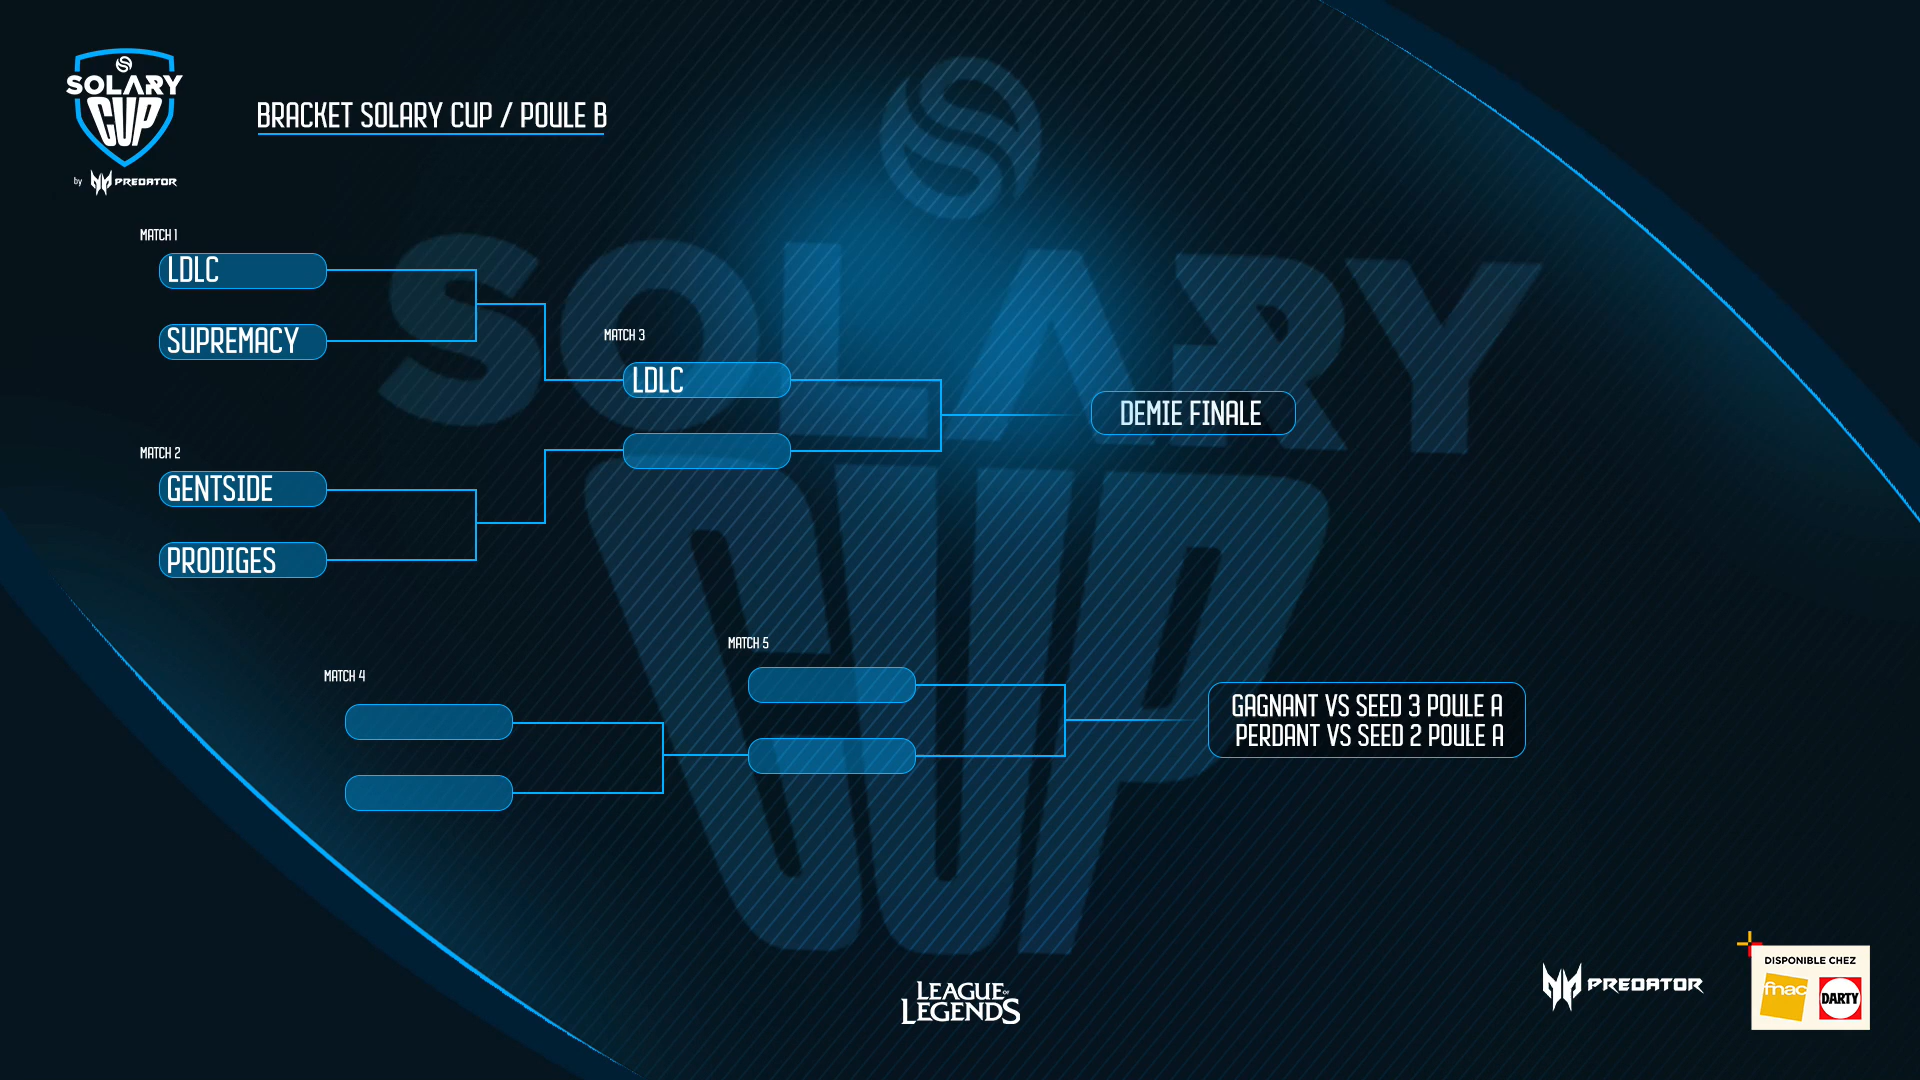 SOLARY
CUP
by PREDATOR
BRACKET SOLARY CUP / POULE B
SOLARY
CUP
MATCH 1
LDLC
SUPREMACY
MATCH 2
GENTSIDE
PRODIGES
MATCH 3
LDLC
DEMIE FINALE
MATCH 4
MATCH 5
GAGNANT VS SEED 3 POULE A
PERDANT VS SEED 2 POULE A
LEAGUE OF
LEGENDS
PREDATOR
DISPONIBLE CHEZ
fnac
DARTY